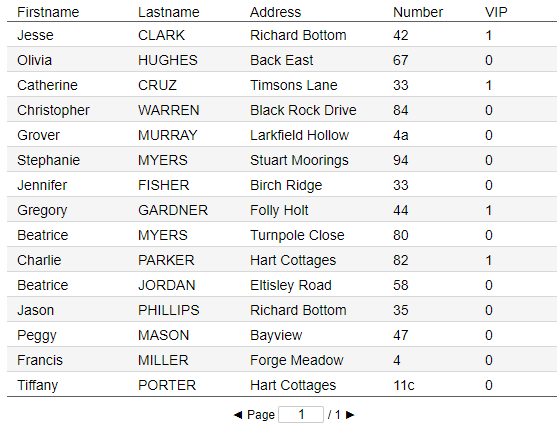 Firstname Lastname Address Number VIP
Jesse CLARK Richard Bottom 42 1
Olivia HUGHES Back East 67 0
Catherine CRUZ Timsons Lane 33 1
Christopher WARREN Black Rock Drive 84 0
Grover MURRAY Larkfield Hollow 4a 0
Stephanie MYERS Stuart Moorings 94 0
Jennifer FISHER Birch Ridge 33 0
Gregory GARDNER Folly Holt 44 1
Beatrice MYERS Turnpole Close 80 0
Charlie PARKER Hart Cottages 82 1
Beatrice JORDAN Eltisley Road 58 0
Jason PHILLIPS Richard Bottom 35 0
Peggy MASON Bayview 47 0
Francis MILLER Forge Meadow 4 0
Tiffany PORTER Hart Cottages 11c 0
◄ Page 1 / 1 ►